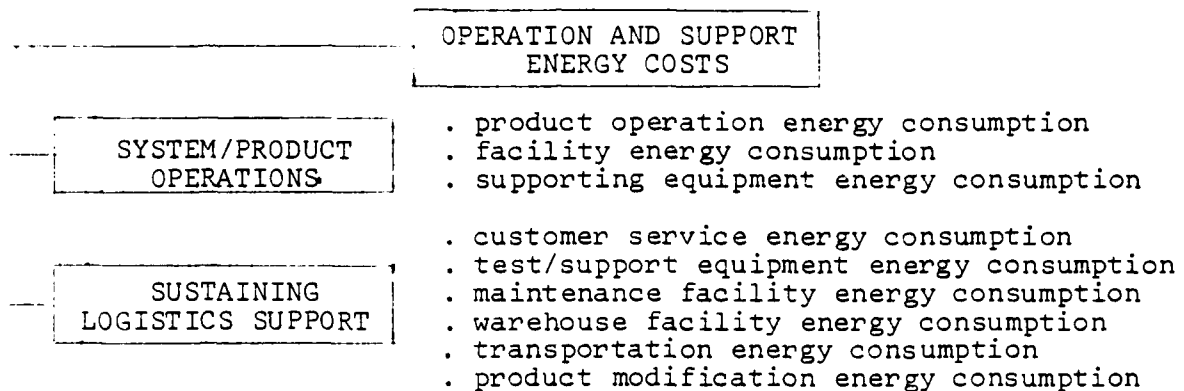 OPERATION AND SUPPORT
ENERGY COSTS
SYSTEM/PRODUCT
OPERATIONS
. product operation energy consumption
. facility energy consumption
. supporting equipment energy consumption
SUSTAINING
LOGISTICS SUPPORT
. customer service energy consumption
. test/support equipment energy consumption
. maintenance facility energy consumption
. warehouse facility energy consumption
. transportation energy consumption
. product modification energy consumption